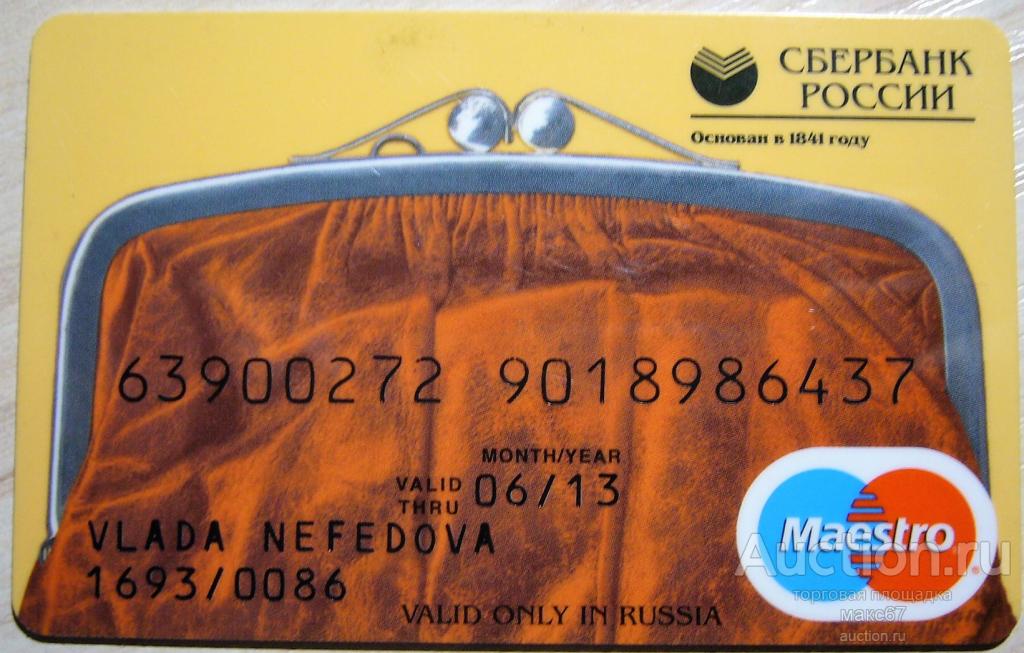 СБЕРБАНК
РОССИИ
Основан в 1841 году
63900272 9018986437
MONTH/YEAR
VALID THRU 06/13
VLADA NEFEDOVA
1693/0086
VALID ONLY IN RUSSIA
Maestro
Auction.ru
торговая площадка
макс67
auction.ru